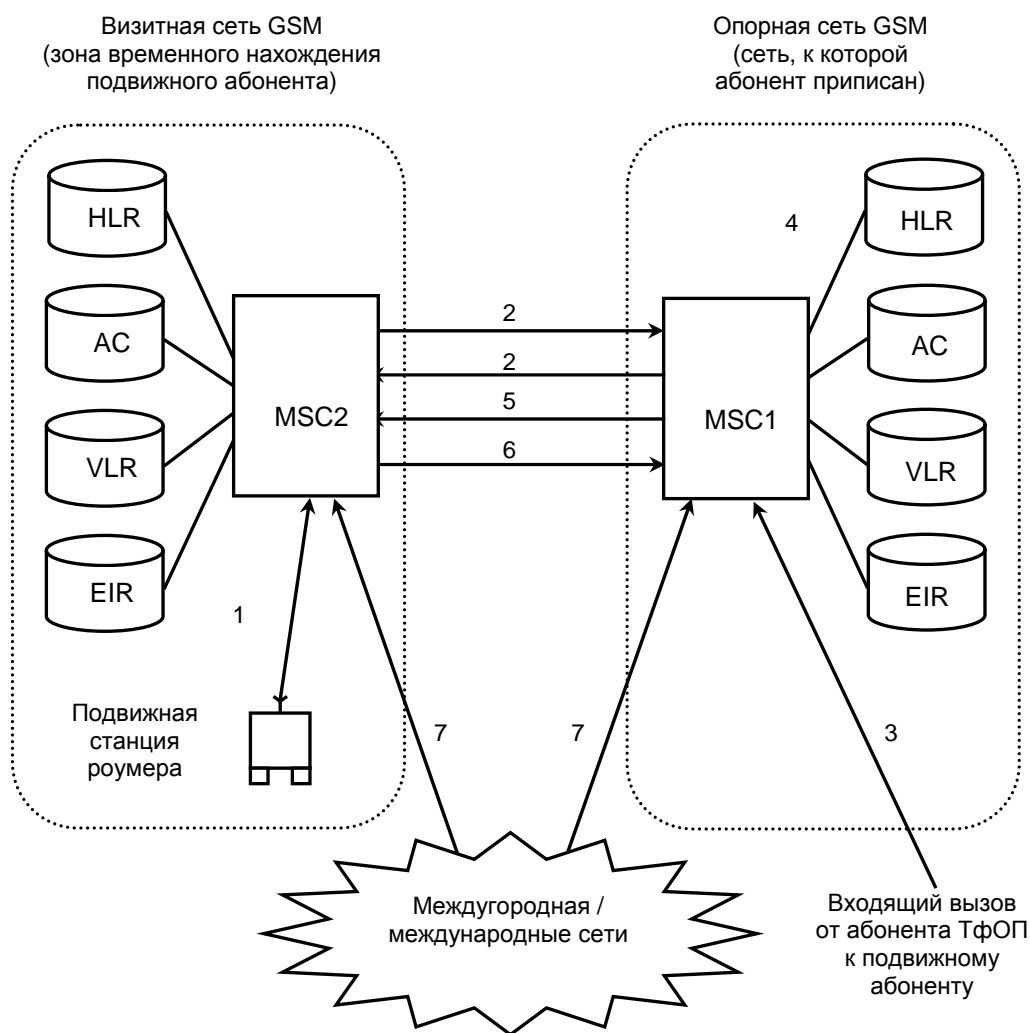 Визитная сеть GSM
(зона временного нахождения
подвижного абонента)
Опорная сеть GSM
(сеть, к которой
абонент приписан)
HLR
AC
VLR
EIR
MSC2
2
2
5
6
MSC1
4
HLR
AC
VLR
EIR
1
Подвижная
станция
роумера
7
7
3
Междугородная /
международные сети
Входящий вызов
от абонента ТфОП
к подвижному
абоненту